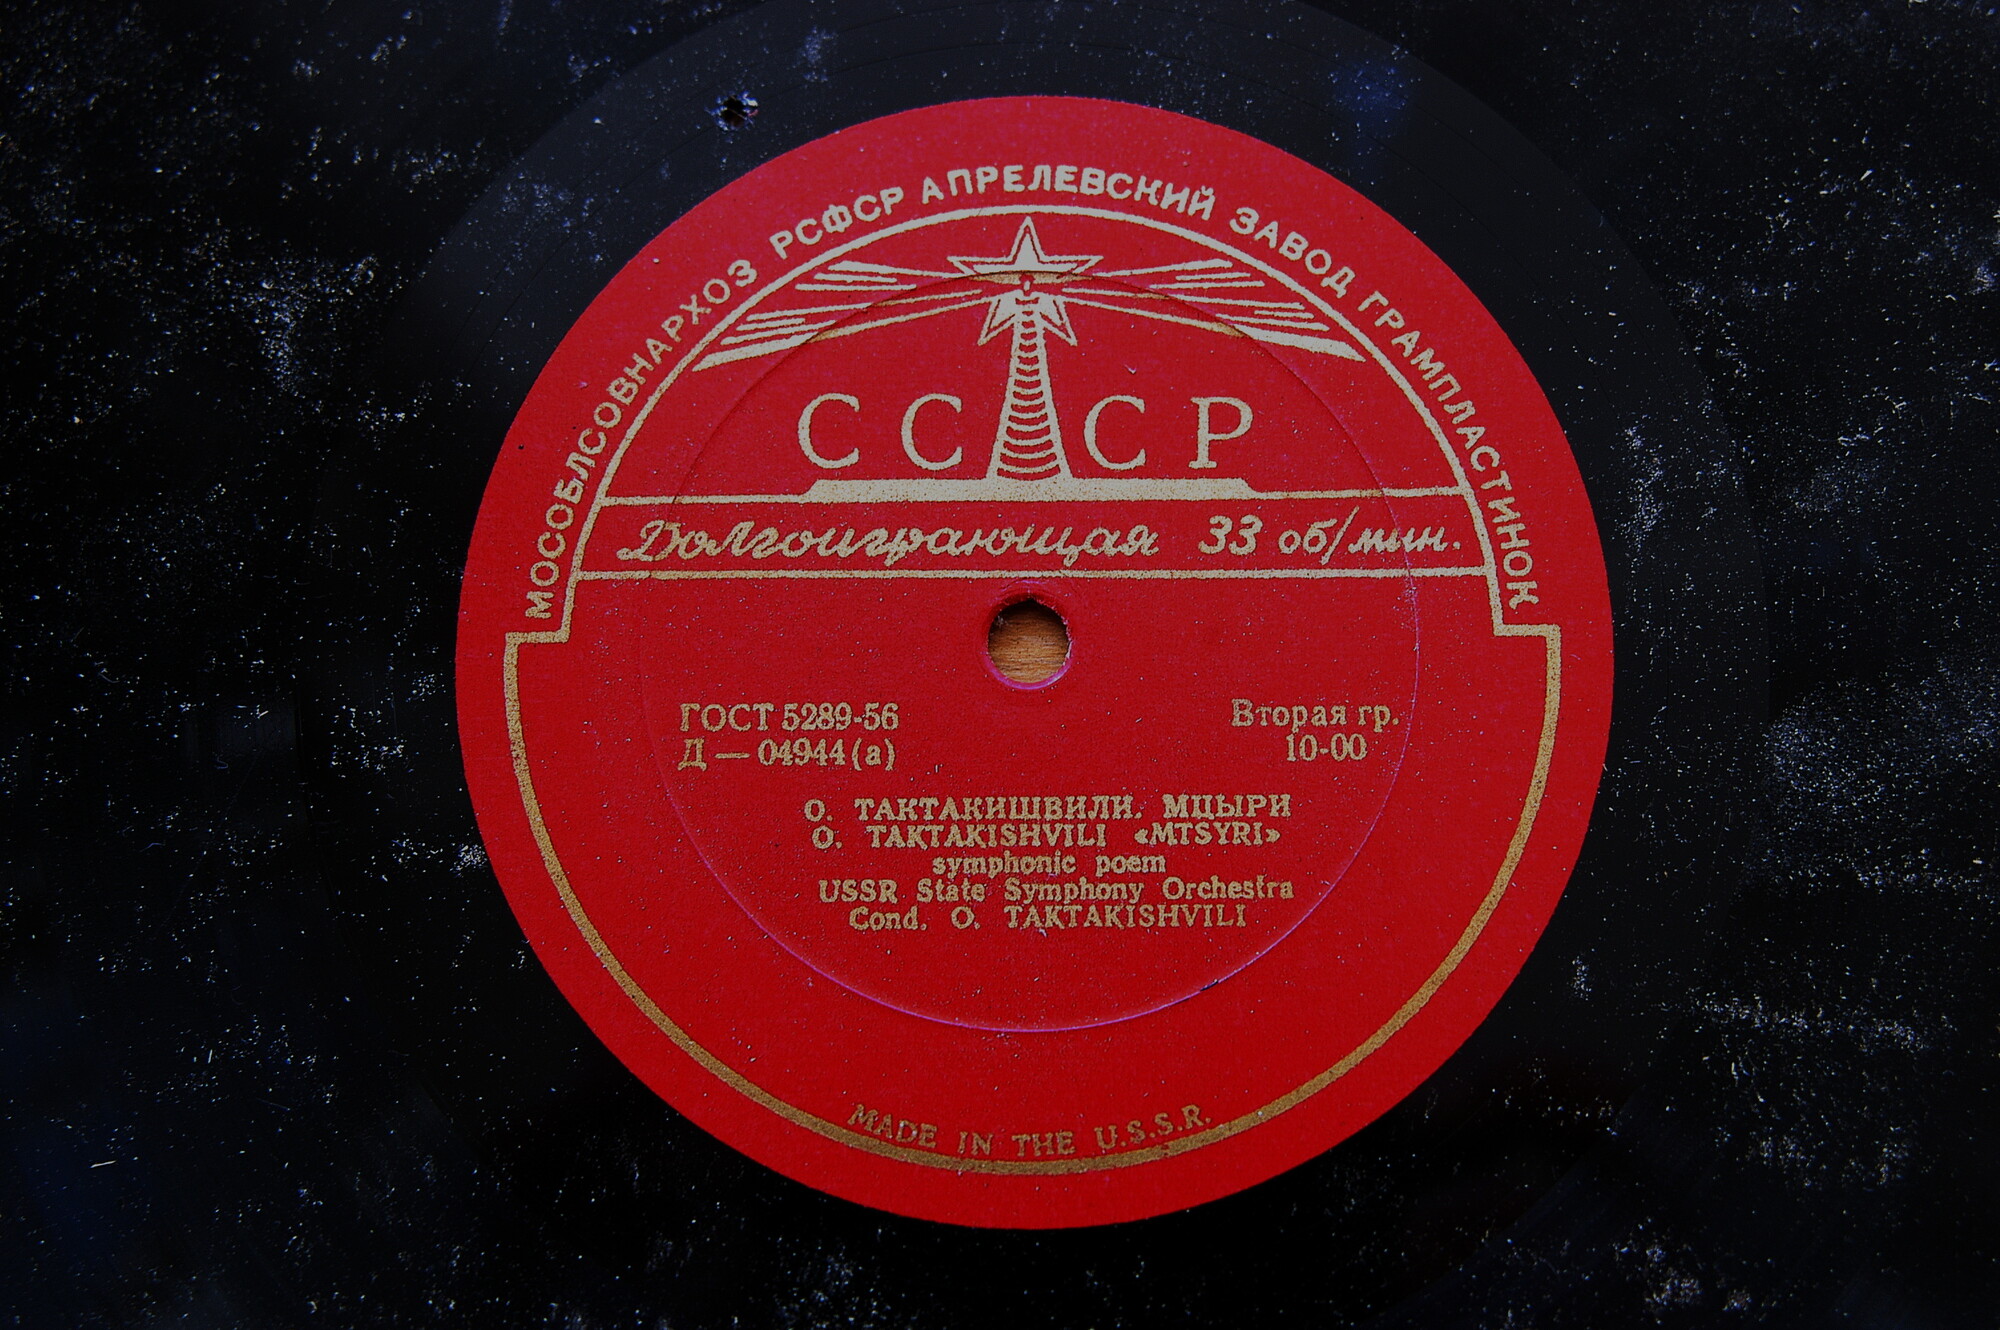 МОСОБЛСОВНАРХОЗ РСФСР АПРЕЛЕВСКИЙ ЗАВОД ГРАМПЛАСТИНОК
СССР
Долгоиграющая 33 об/мин.
ГОСТ 5289-56
Д — 04944 (а)
Вторая гр.
10-00
О. ТАКТАКИШВИЛИ. МЦЫРИ
O. TAKTAKISHVILI «MTSYRI»
symphonic poem
USSR State Symphony Orchestra
Cond. O. TAKTAKISHVILI
MADE IN THE U.S.S.R.